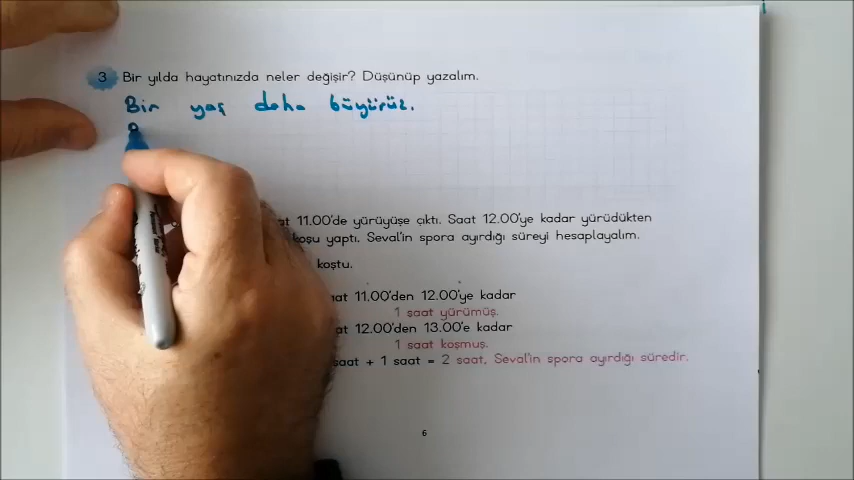 3 Bir yılda hayatınızda neler değişir? Düşünüp yazalım.
Bir yaş daha büyürüz.
11.00'de yürüyüşe çıktı. Saat 12.00'ye kadar yürüdükten
koşu yaptı. Seval'in spora ayırdığı süreyi hesaplayalım.
koştu.
11.00'den 12.00'ye kadar
1 saat yürümüş.
12.00'den 13.00'e kadar
1 saat koşmuş.
saat + 1 saat = 2 saat, Seval'in spora ayırdığı süredir.
6